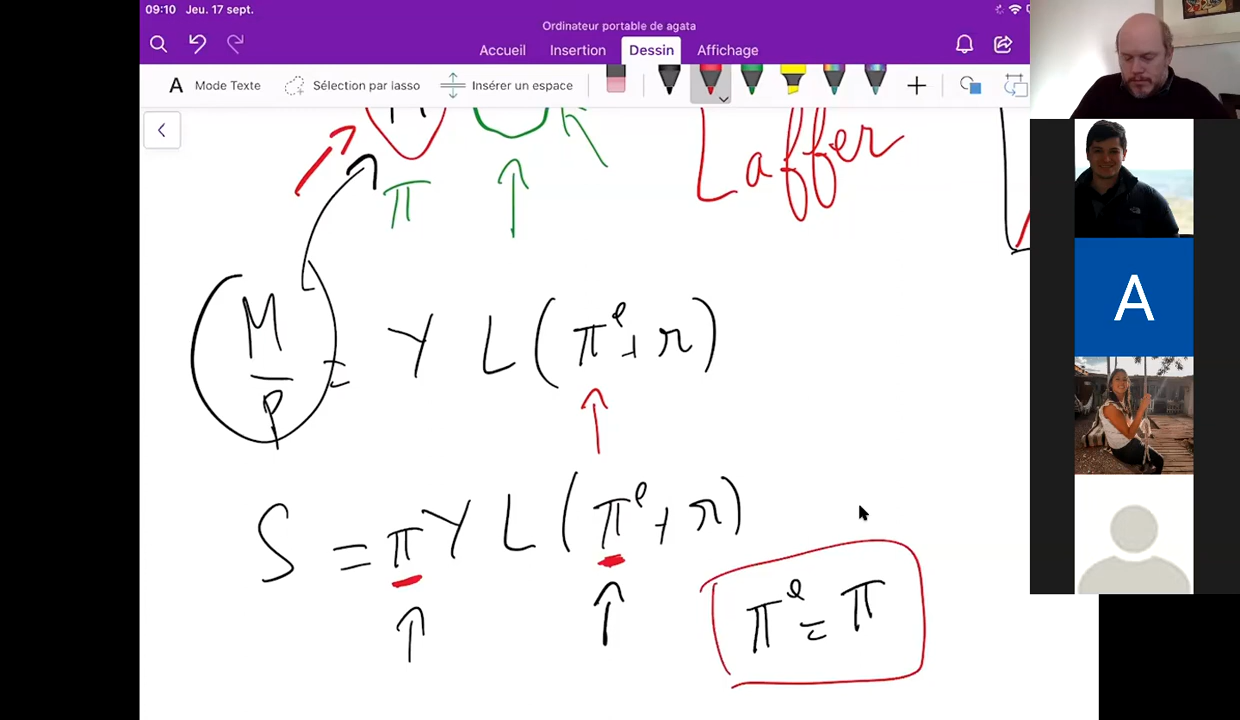 09:10 Jeu. 17 sept.
Ordinateur portable de agata
Accueil Insertion Dessin Affichage
A Mode Texte Sélection par lasso Insérer un espace
π
Laffer
M/P = Y L(π^e + r)
S = π Y L(π^e + r)
π^e = π
A